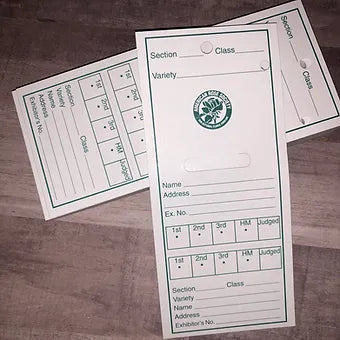 Section Class
Variety
AMERICAN ROSE SOCIETY
Name
Address
Ex. No.
1st 2nd 3rd HM Judged
1st 2nd 3rd HM Judged
Section Class
Variety
Name
Address
Exhibitor's No.
1st
2nd
3rd
HM
Judged
Section Class
Variety
Name
Address
Exhibitor's No.
Class